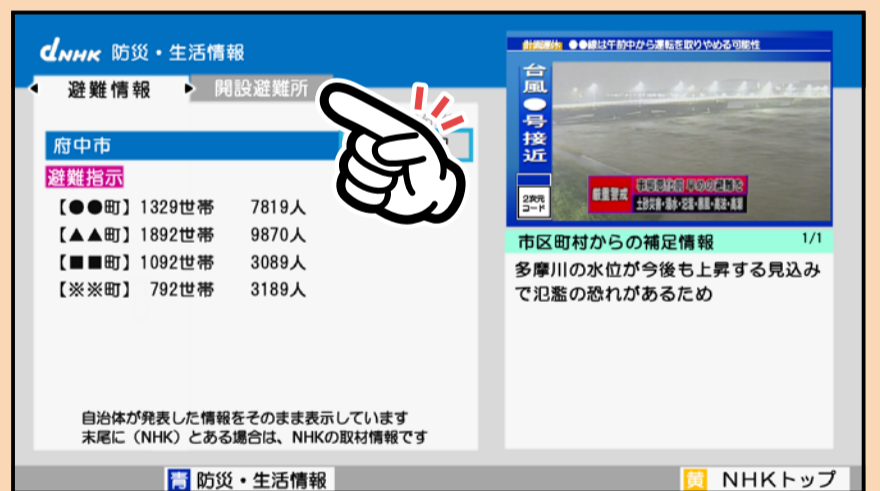 dNHK 防災・生活情報
避難情報 開設避難所
府中市
避難指示
【●●町】1329世帯 7819人
【▲▲町】1892世帯 9870人
【■■町】1092世帯 3089人
【※※町】 792世帯 3189人
自治体が発表した情報をそのまま表示しています
末尾に（NHK）とある場合は、NHKの取材情報です
計画運休 ●●線は午前中から運転を取りやめる可能性
台風●号接近
2次元
コード
厳重警戒
土砂災害・浸水・氾濫・暴風・高波・高潮
市区町村からの補足情報 1/1
多摩川の水位が今後も上昇する見込み
で氾濫の恐れがあるため
青 防災・生活情報
黄 NHKトップ